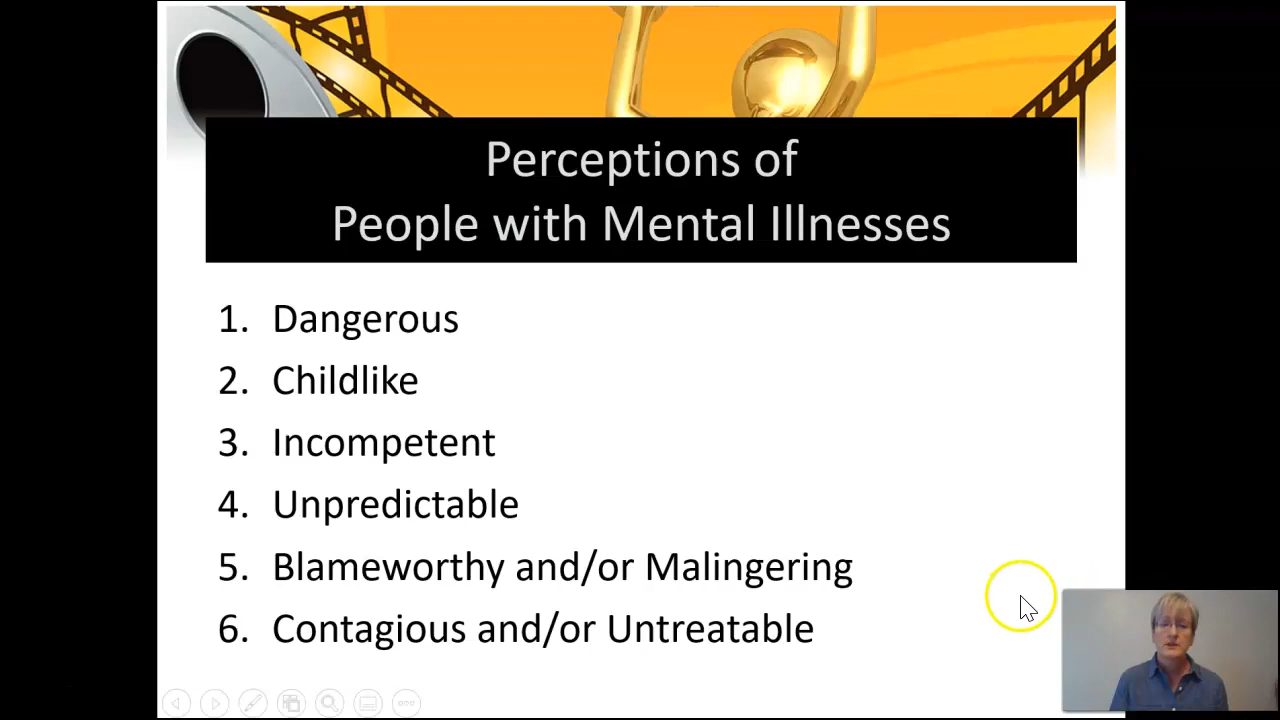 Perceptions of
People with Mental Illnesses
1. Dangerous
2. Childlike
3. Incompetent
4. Unpredictable
5. Blameworthy and/or Malingering
6. Contagious and/or Untreatable